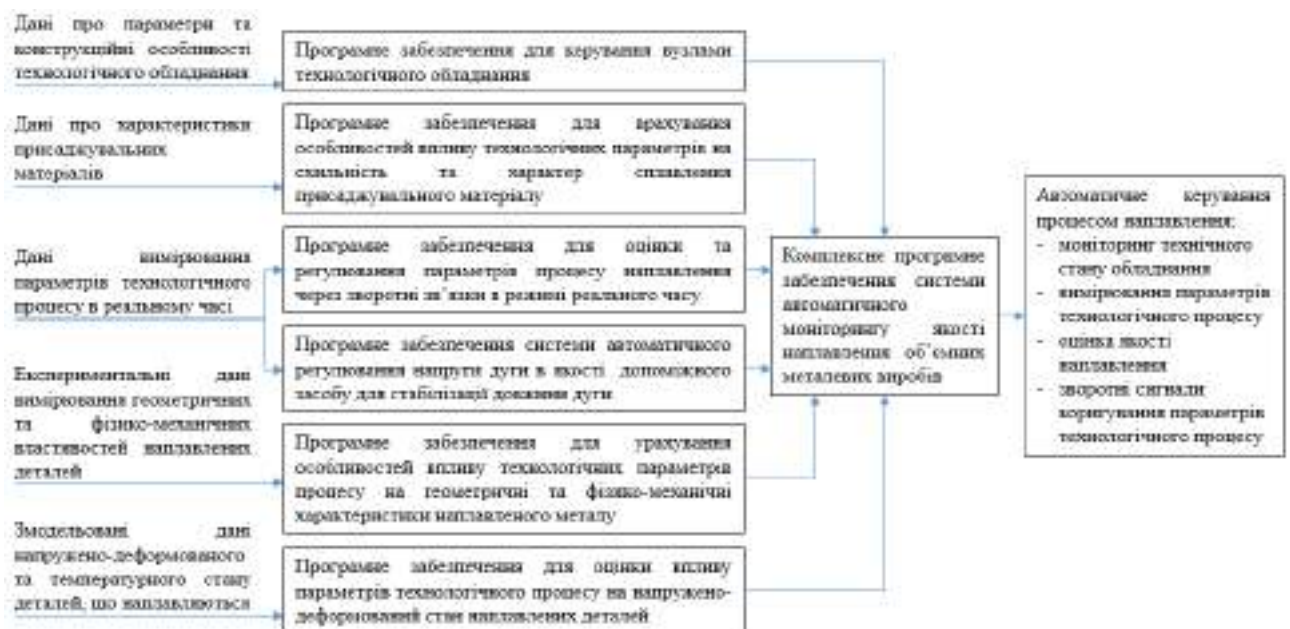 Дані про параметри та
конструкційні особливості
технологічного обладнання
Програмне забезпечення для керування вузлами
технологічного обладнання
Дані про характеристики
присаджувальних
матеріалів
Програмне забезпечення для врахування
особливостей впливу технологічних параметрів на
схильність та характер сплавлення
присаджувального матеріалу
Дані вимірювання
параметрів технологічного
процесу в реальному часі
Програмне забезпечення для оцінки та
регулювання параметрів процесу наплавлення
через зворотні зв'язки в режимі реального часу
Програмне забезпечення системи автоматичного
регулювання напруги дуги в якості допоміжного
засобу для стабілізації довжини дуги
Експериментальні дані
вимірювання геометричних
та фізико-механічних
властивостей наплавлених
деталей
Програмне забезпечення для урахування
особливостей впливу технологічних параметрів
процесу на геометричні та фізико-механічні
характеристики наплавленого металу
Змодельовані дані
напружено-деформованого
та температурного стану
деталей, що наплавляються
Програмне забезпечення для оцінки впливу
параметрів технологічного процесу на напружено-
деформований стан наплавлених деталей
Комплексне програмне
забезпечення системи
автоматичного
моніторингу якості
наплавлення об'ємних
металевих виробів
Автоматичне керування
процесом наплавлення:
- моніторинг технічного
стану обладнання
- вимірювання параметрів
технологічного процесу
- оцінка якості
наплавлення
- зворотні сигнали
коригування параметрів
технологічного процесу